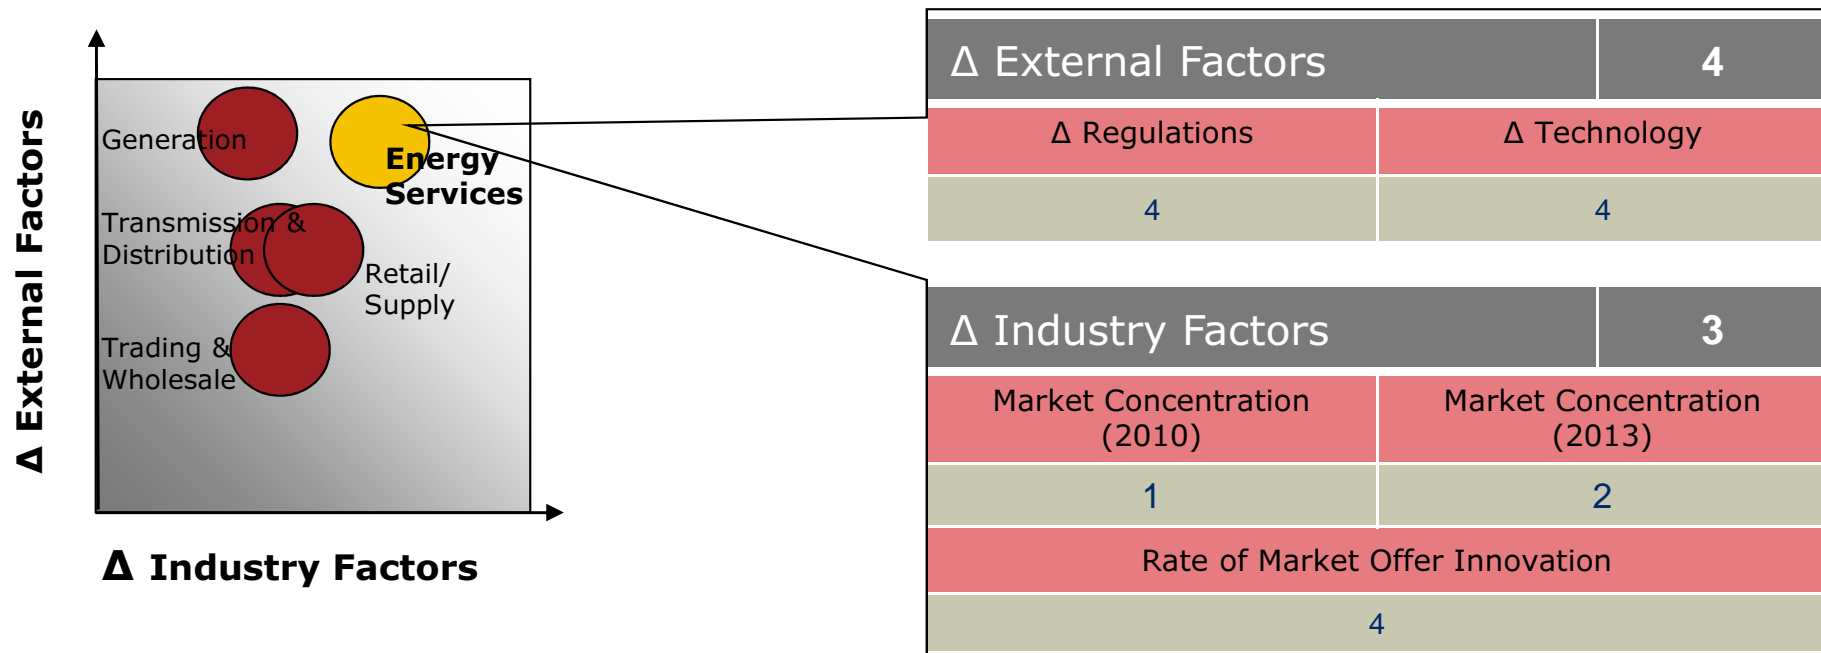 Δ External Factors
Generation
Energy
Services
Transmission &
Distribution
Retail/
Supply
Trading &
Wholesale
Δ Industry Factors
Δ External Factors
4
Δ Regulations
Δ Technology
4
4
Δ Industry Factors
3
Market Concentration
(2010)
Market Concentration
(2013)
1
2
Rate of Market Offer Innovation
4